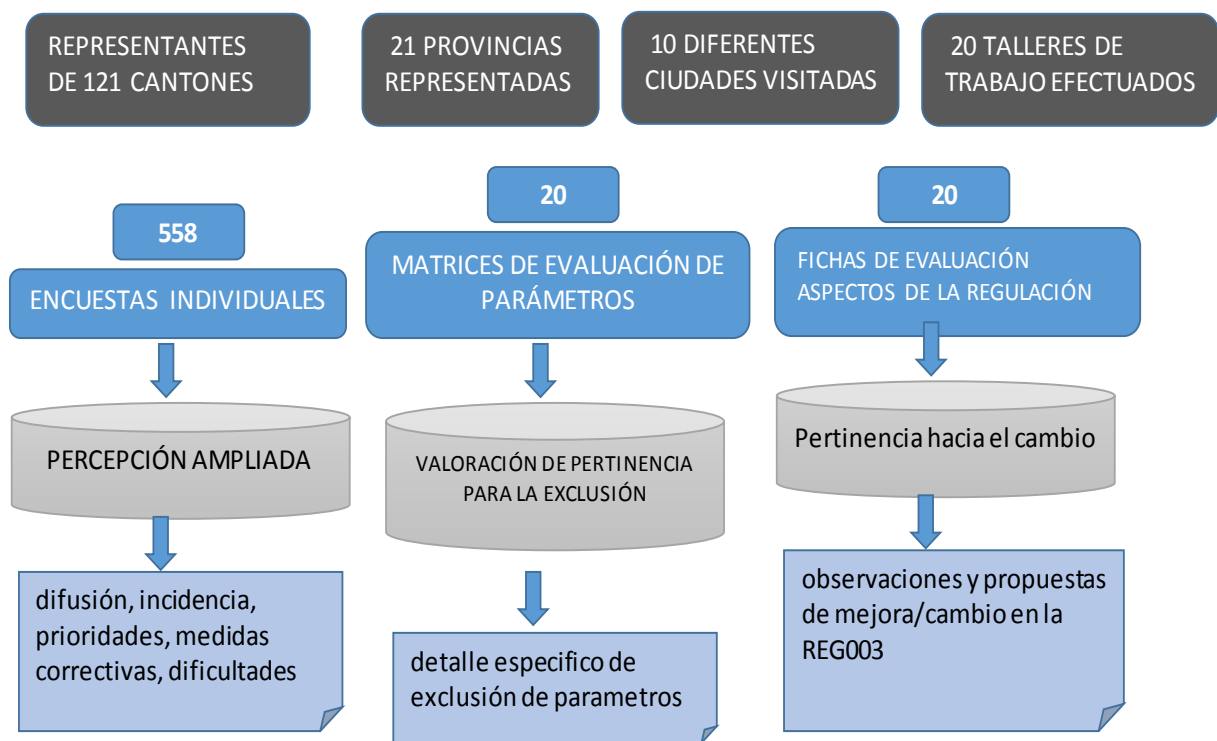 REPRESENTANTES
DE 121 CANTONES
21 PROVINCIAS
REPRESENTADAS
10 DIFERENTES
CIUDADES VISITADAS
20 TALLERES DE
TRABAJO EFECTUADOS
558
ENCUESTAS INDIVIDUALES
PERCEPCIÓN AMPLIADA
difusión, incidencia,
prioridades, medidas
correctivas, dificultades
20
MATRICES DE EVALUACIÓN DE
PARÁMETROS
VALORACIÓN DE PERTINENCIA
PARA LA EXCLUSIÓN
detalle especifico de
exclusión de parametros
20
FICHAS DE EVALUACIÓN
ASPECTOS DE LA REGULACIÓN
Pertinencia hacia el cambio
observaciones y propuestas
de mejora/cambio en la
REG003